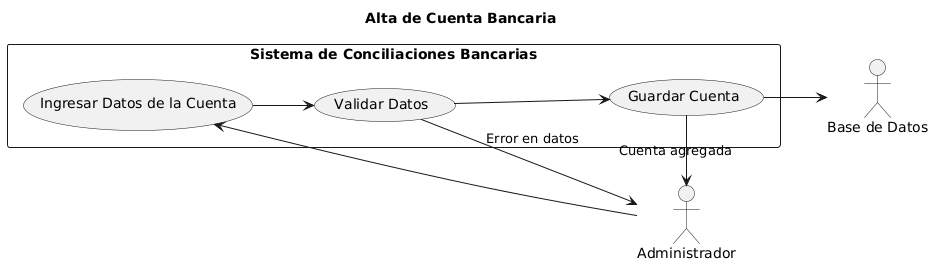 Alta de Cuenta Bancaria
Sistema de Conciliaciones Bancarias
Ingresar Datos de la Cuenta
Validar Datos
Guardar Cuenta
Base de Datos
Error en datos
Cuenta agregada
Administrador